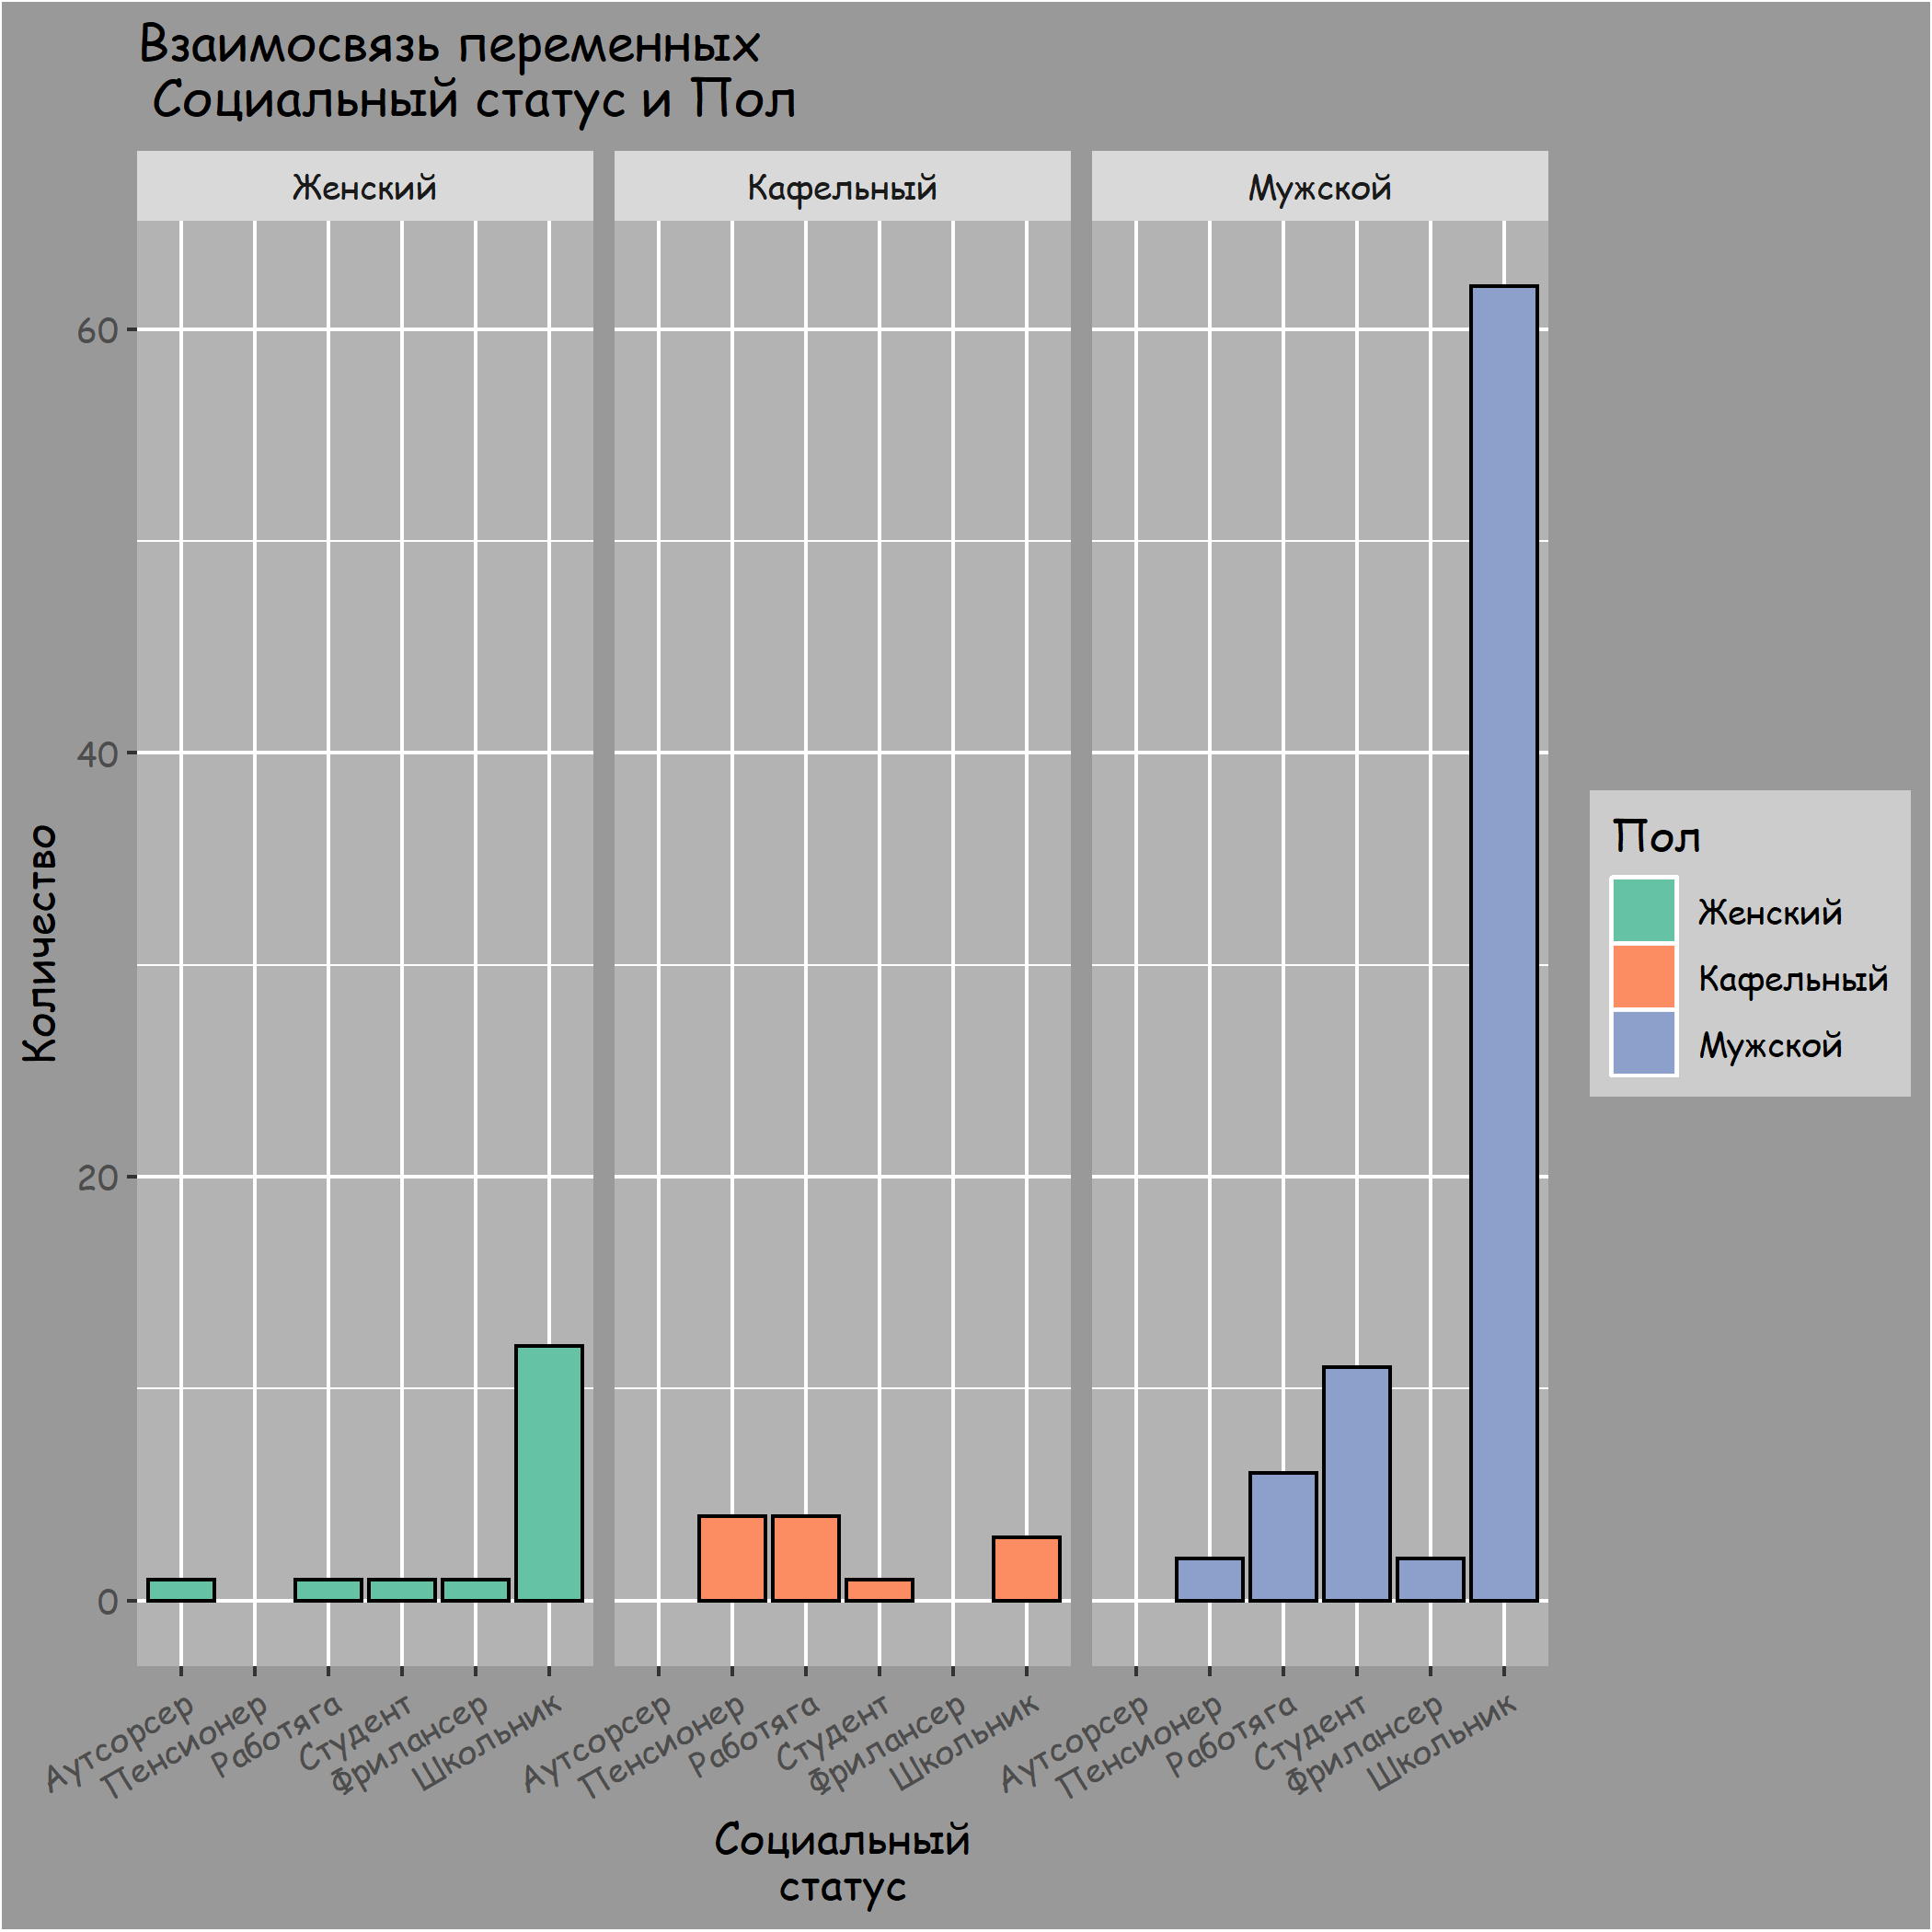 Взаимосвязь переменных
Социальный статус и Пол
Женский
Кафельный
Мужской
60
40
20
0
Количество
Аутсорсер
Пенсионер
Работяга
Студент
Фрилансер
Школьник
Аутсорсер
Пенсионер
Работяга
Студент
Фрилансер
Школьник
Аутсорсер
Пенсионер
Работяга
Студент
Фрилансер
Школьник
Социальный
статус
Пол
Женский
Кафельный
Мужской